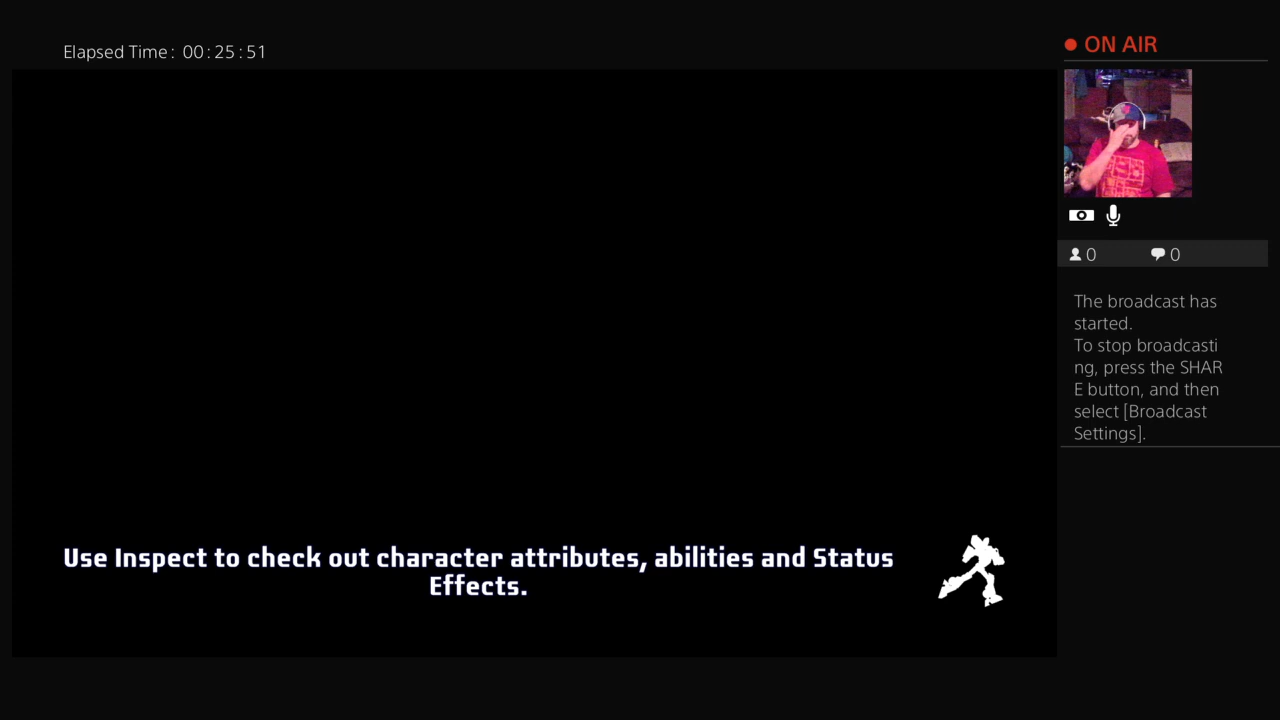 Elapsed Time: 00:25:51
ON AIR
0 0
The broadcast has
started.
To stop broadcasti
ng, press the SHAR
E button, and then
select [Broadcast
Settings].
Use Inspect to check out character attributes, abilities and Status
Effects.